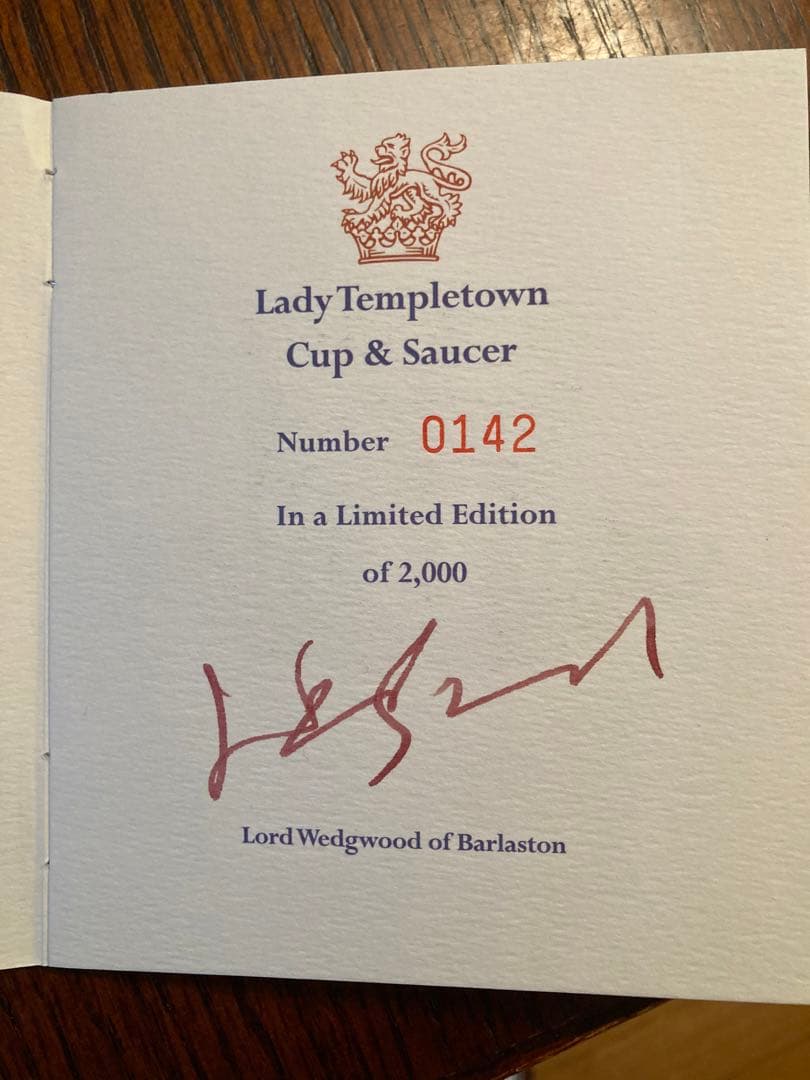 Lady Templetown
Cup & Saucer
Number 0142
In a Limited Edition
of 2,000
Lord Wedgwood of Barlaston